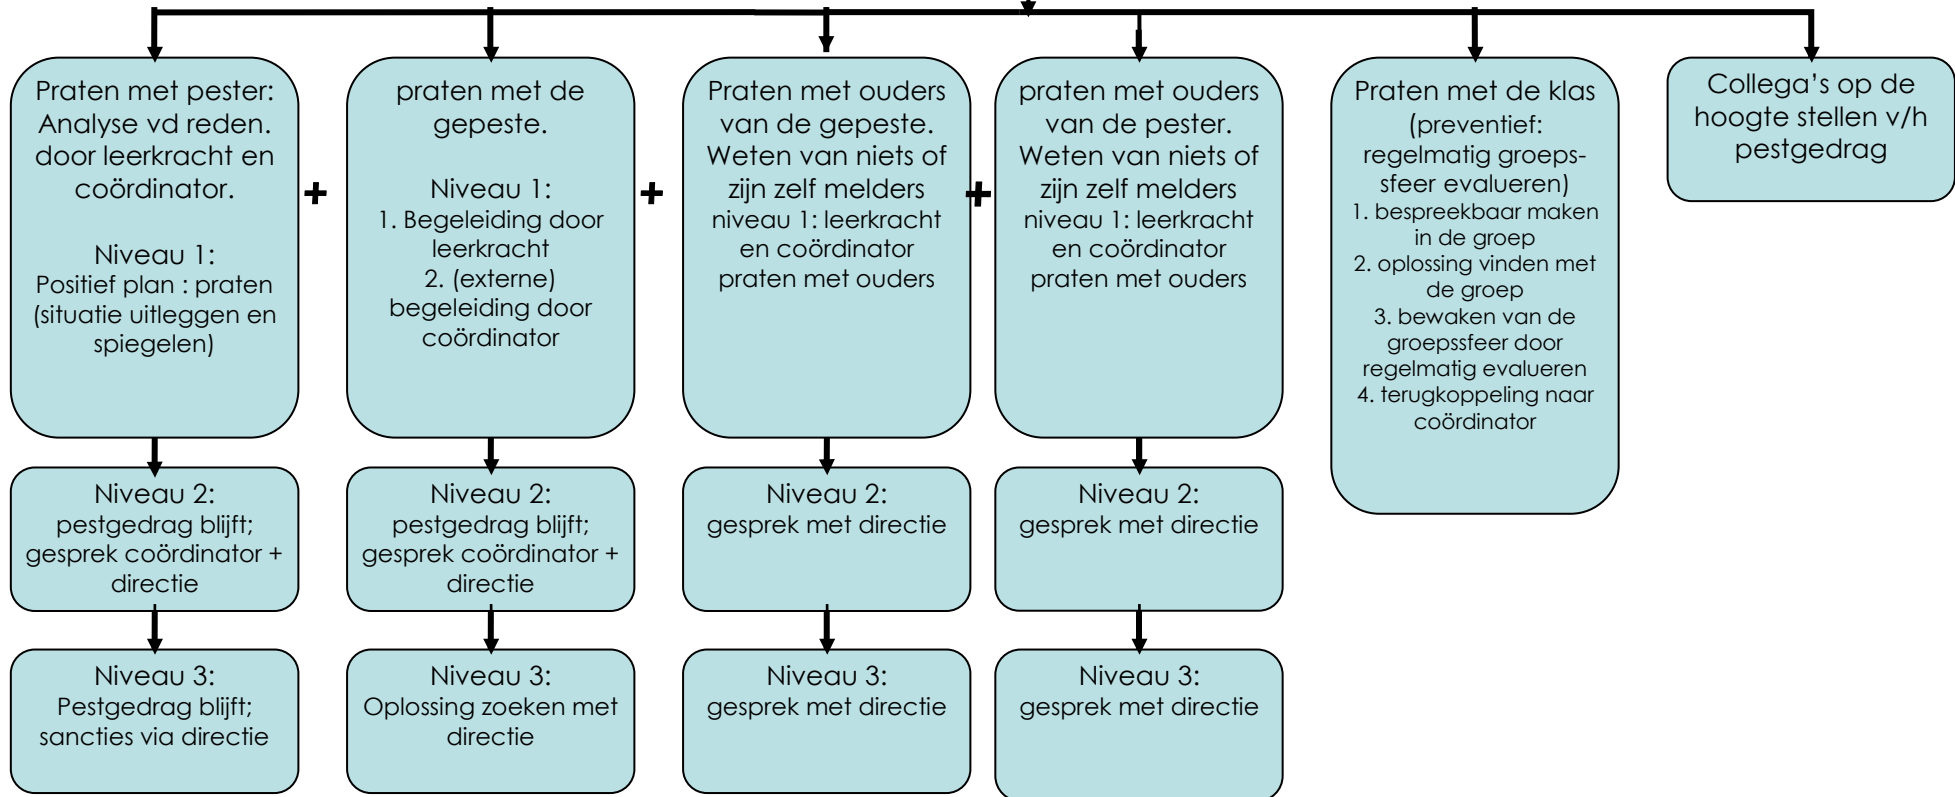 Praten met pester:
Analyse vd reden.
door leerkracht en
coördinator.
Niveau 1:
Positief plan : praten
(situatie uitleggen en
spiegelen)
+
praten met de
gepeste.
Niveau 1:
1. Begeleiding door
leerkracht
2. (externe)
begeleiding door
coördinator
+
Praten met ouders
van de gepeste.
Weten van niets of
zijn zelf melders
niveau 1: leerkracht
en coördinator
praten met ouders
+
praten met ouders
van de pester.
Weten van niets of
zijn zelf melders
niveau 1: leerkracht
en coördinator
praten met ouders
Praten met de klas
(preventief:
regelmatig groeps-
sfeer evalueren)
1. bespreekbaar maken
in de groep
2. oplossing vinden met
de groep
3. bewaken van de
groepssfeer door
regelmatig evalueren
4. terugkoppeling naar
coördinator
Collega's op de
hoogte stellen v/h
pestgedrag
Niveau 2:
pestgedrag blijft;
gesprek coördinator +
directie
Niveau 2:
pestgedrag blijft;
gesprek coördinator +
directie
Niveau 2:
gesprek met directie
Niveau 2:
gesprek met directie
Niveau 3:
Pestgedrag blijft;
sancties via directie
Niveau 3:
Oplossing zoeken met
directie
Niveau 3:
gesprek met directie
Niveau 3:
gesprek met directie